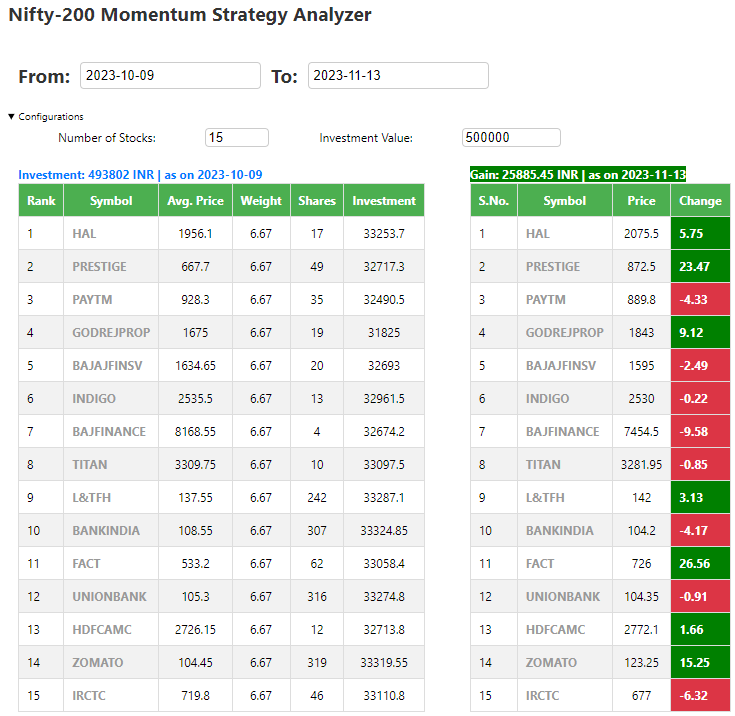 Nifty-200 Momentum Strategy Analyzer
From: 2023-10-09 To: 2023-11-13
▼ Configurations
Number of Stocks: 15 Investment Value: 500000
Investment: 493802 INR | as on 2023-10-09
Rank Symbol Avg. Price Weight Shares Investment
1 HAL 1956.1 6.67 17 33253.7
2 PRESTIGE 667.7 6.67 49 32717.3
3 PAYTM 928.3 6.67 35 32490.5
4 GODREJPROP 1675 6.67 19 31825
5 BAJAJFINSV 1634.65 6.67 20 32693
6 INDIGO 2535.5 6.67 13 32961.5
7 BAJFINANCE 8168.55 6.67 4 32674.2
8 TITAN 3309.75 6.67 10 33097.5
9 L&TFH 137.55 6.67 242 33287.1
10 BANKINDIA 108.55 6.67 307 33324.85
11 FACT 533.2 6.67 62 33058.4
12 UNIONBANK 105.3 6.67 316 33274.8
13 HDFCAMC 2726.15 6.67 12 32713.8
14 ZOMATO 104.45 6.67 319 33319.55
15 IRCTC 719.8 6.67 46 33110.8
Gain: 25885.45 INR | as on 2023-11-13
S.No. Symbol Price Change
1 HAL 2075.5 5.75
2 PRESTIGE 872.5 23.47
3 PAYTM 889.8 -4.33
4 GODREJPROP 1843 9.12
5 BAJAJFINSV 1595 -2.49
6 INDIGO 2530 -0.22
7 BAJFINANCE 7454.5 -9.58
8 TITAN 3281.95 -0.85
9 L&TFH 142 3.13
10 BANKINDIA 104.2 -4.17
11 FACT 726 26.56
12 UNIONBANK 104.35 -0.91
13 HDFCAMC 2772.1 1.66
14 ZOMATO 123.25 15.25
15 IRCTC 677 -6.32